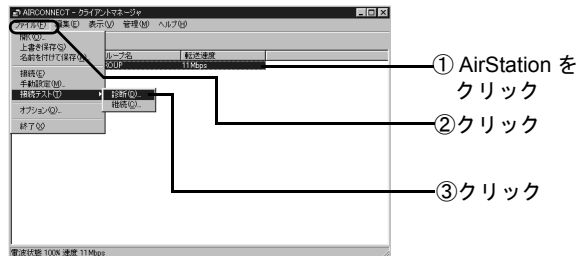 AIRCONNECT - クライアントマネージャ
ファイル(F) 編集(E) 表示(V) 管理(M) ヘルプ(H)
開く(O)...
上書き保存(S)
名前を付けて保存(A)...
接続(E)
手動設定(M)...
接続テスト(T)
オプション(O)...
終了(X)
診断(D)...
継続(C)...
ループ名 転送速度
ROUP 11Mbps
電波状態 100% 速度 11Mbps
① AirStation を
クリック
②クリック
③クリック